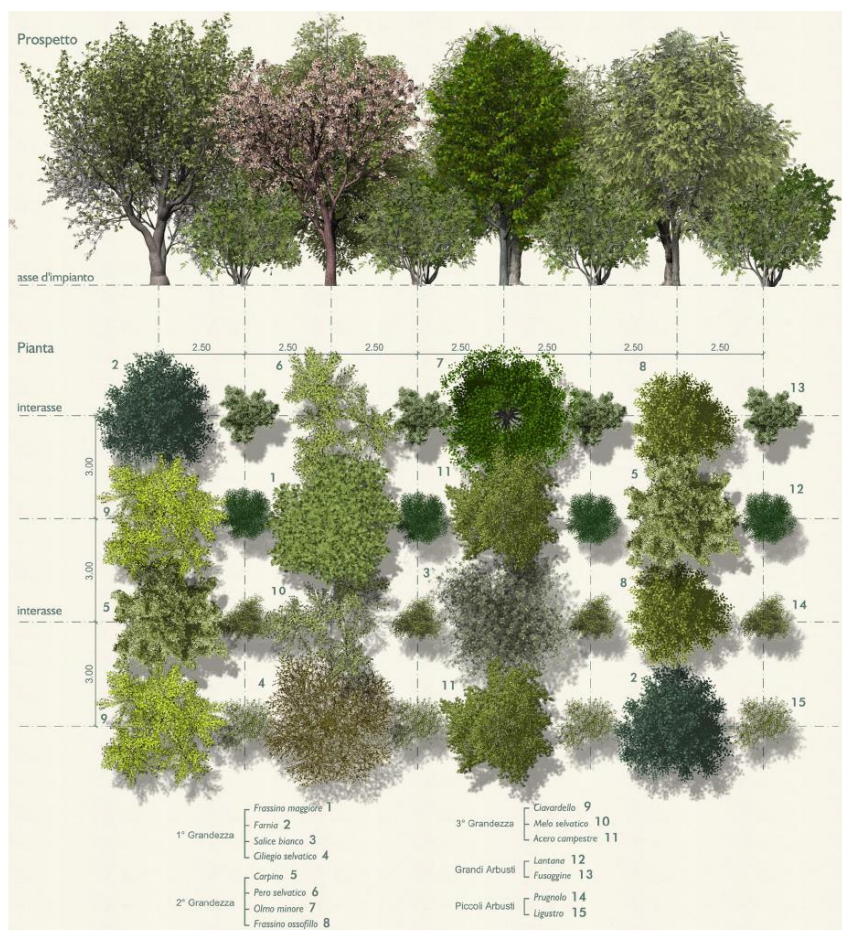 Prospetto
asse d'impianto
Pianta
2.50 2.50 2.50 2.50 2.50 2.50 2.50
2 6 7 8
13
interasse
3.00
1 11 5 12
9
3.00
3
interasse 5 10 8 14
3.00
4 11 2
9 15
1° Grandezza
Frassino maggiore 1
Farnia 2
Salice bianco 3
Ciliegio selvatico 4
2° Grandezza
Carpino 5
Pero selvatico 6
Olmo minore 7
Frassino ossofillo 8
3° Grandezza
Ciavardello 9
Melo selvatico 10
Acero campestre 11
Grandi Arbusti
Lantana 12
Fusaggine 13
Piccoli Arbusti
Prugnolo 14
Ligustro 15